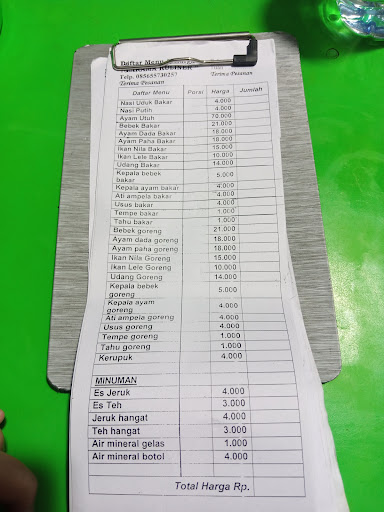 Daftar Menu
KULINER
Telp. 085655730257
Terima Pesanan Terima Pesanan
Daftar Menu Porsi Harga Jumlah
Nasi Uduk Bakar 4.000
Nasi Putih 4.000
Ayam Utuh 70.000
Bebek Bakar 21.000
Ayam Dada Bakar 18.000
Ayam Paha Bakar 18.000
Ikan Nila Bakar 15.000
Ikan Lele Bakar 10.000
Udang Bakar 14.000
Kepala bebek bakar 5.000
Kepala ayam bakar 4.000
Ati ampela bakar 4.000
Usus bakar 4.000
Tempe bakar 1.000
Tahu bakar 1.000
Bebek goreng 21.000
Ayam dada goreng 18.000
Ayam paha goreng 18.000
Ikan Nila Goreng 15.000
Ikan Lele Goreng 10.000
Udang Goreng 14.000
Kepala bebek goreng 5.000
Kepala ayam goreng 4.000
Ati ampela goreng 4.000
Usus goreng 4.000
Tempe goreng 1.000
Tahu goreng 1.000
Kerupuk 4.000
MINUMAN
Es Jeruk 4.000
Es Teh 3.000
Jeruk hangat 4.000
Teh hangat 3.000
Air mineral gelas 1.000
Air mineral botol 4.000
Total Harga Rp.